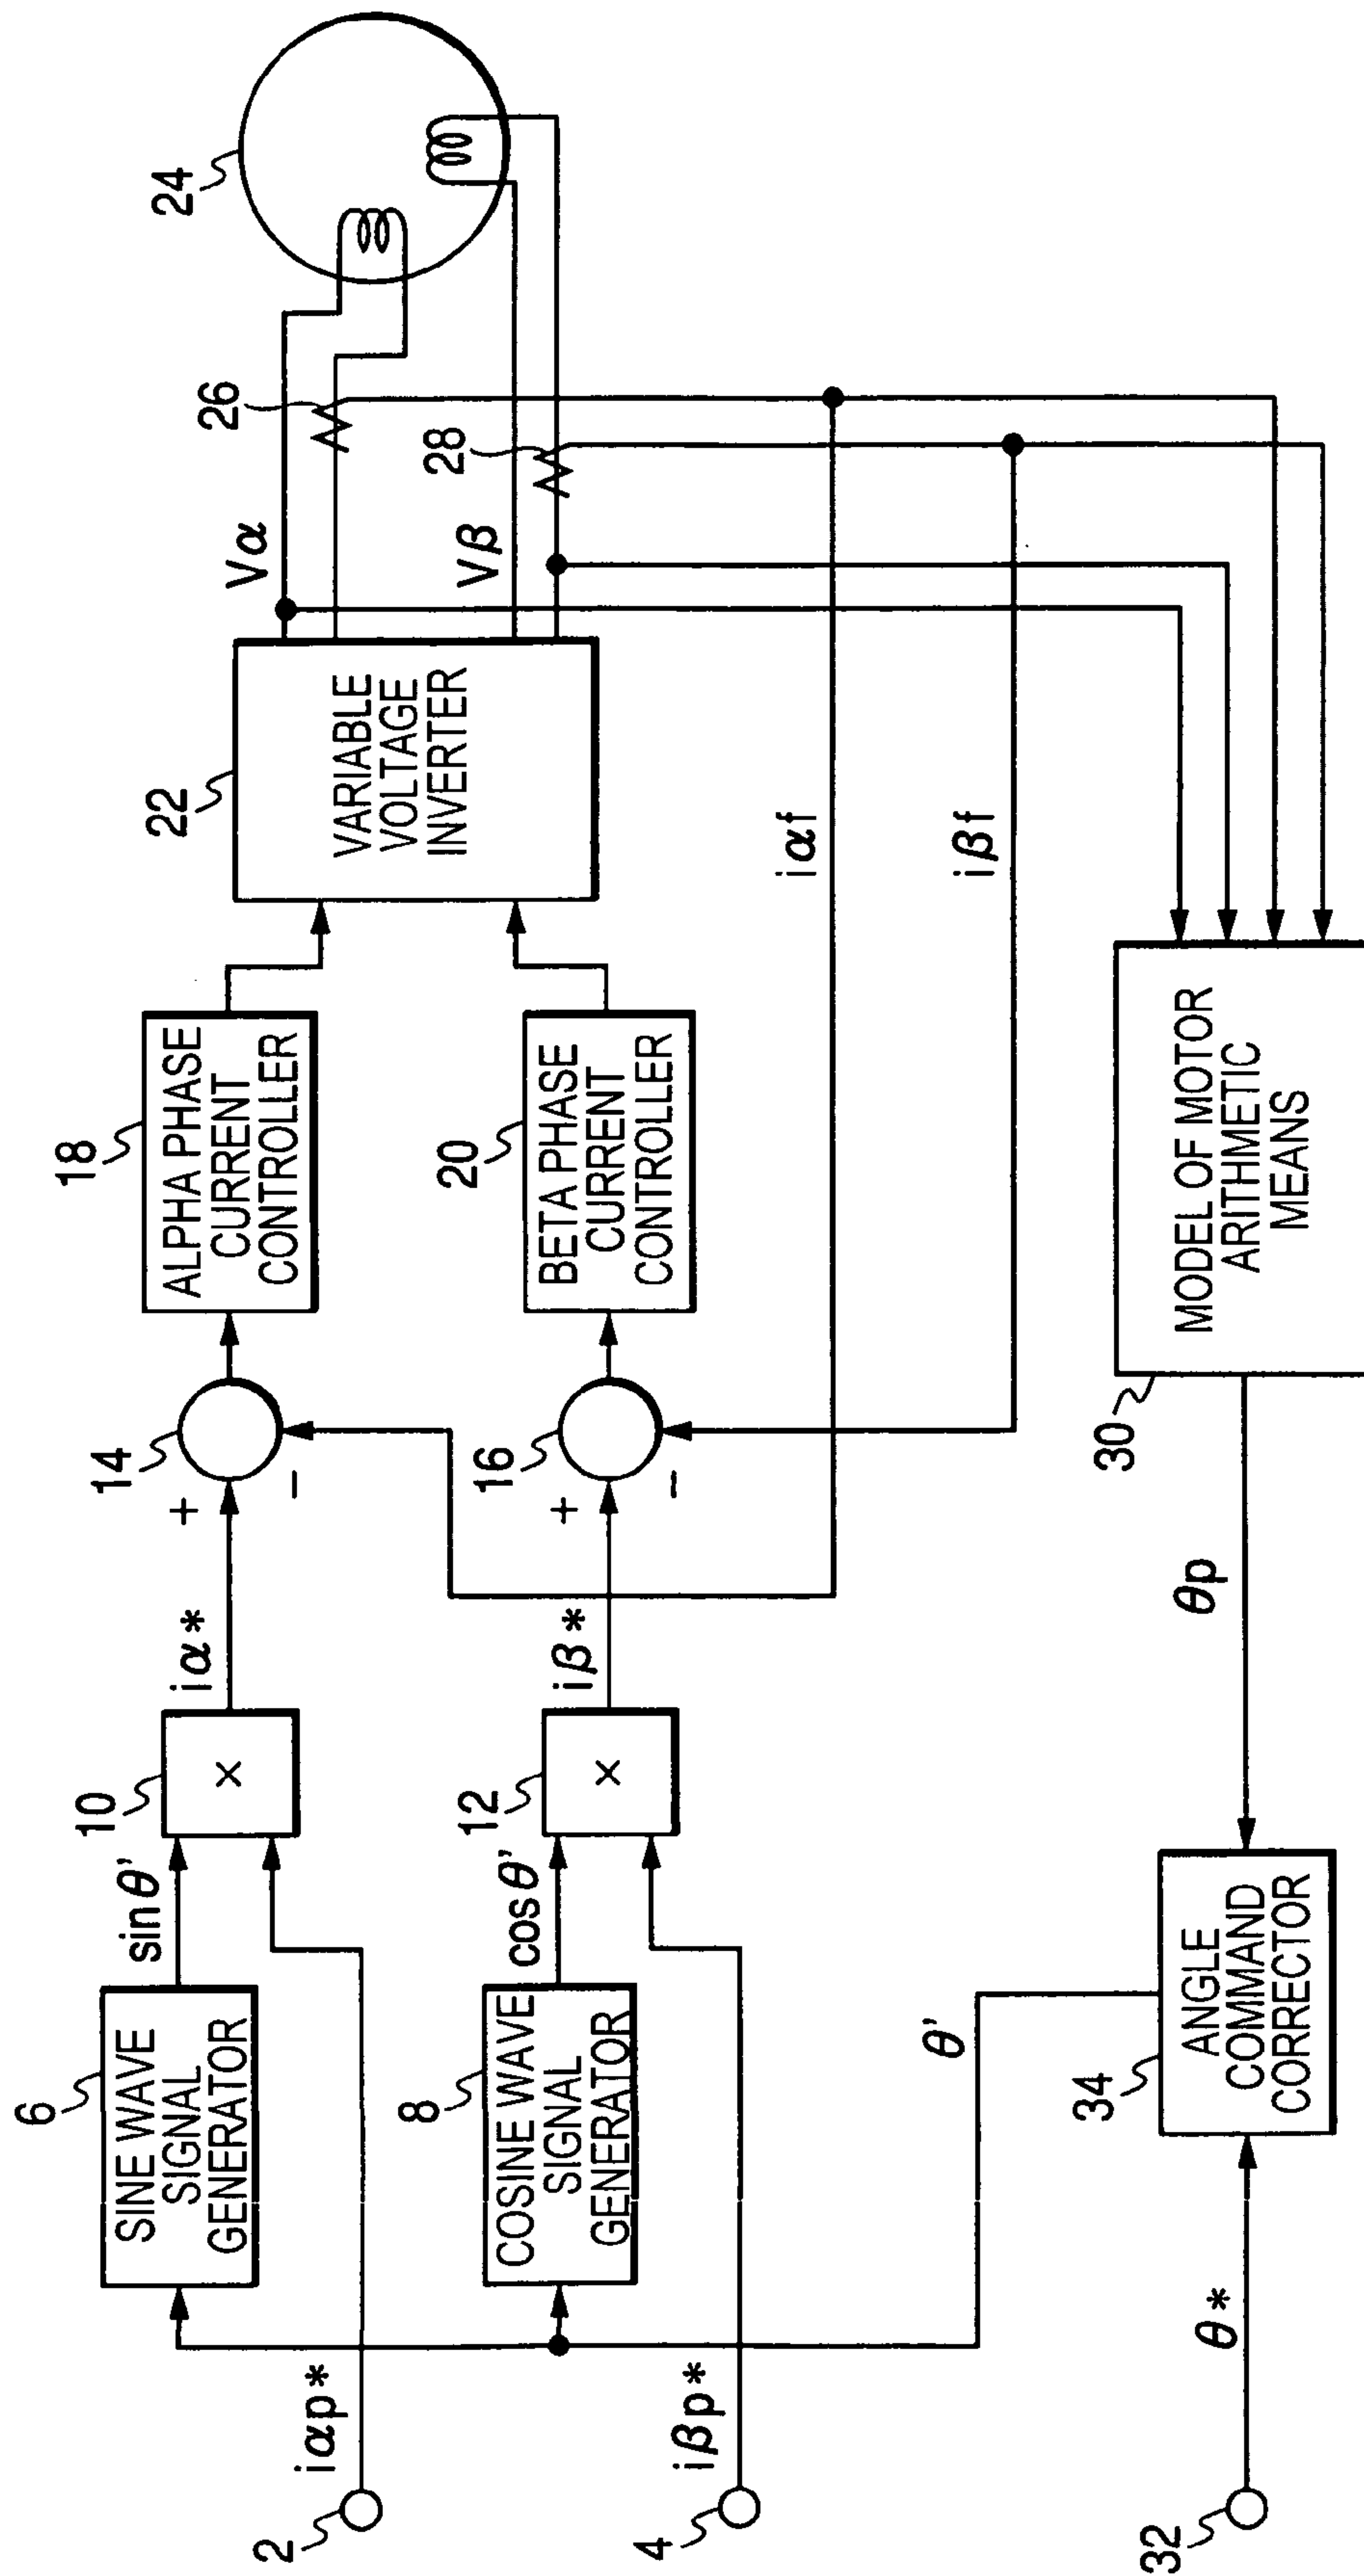 2
iαp*
6
SINE WAVE
SIGNAL
GENERATOR
sinθ'
10
×
iα*
+
−
14
18
ALPHA PHASE
CURRENT
CONTROLLER
22
VARIABLE
VOLTAGE
INVERTER
Vα
26
24
4
iβp*
8
COSINE WAVE
SIGNAL
GENERATOR
cosθ'
12
×
iβ*
+
−
16
20
BETA PHASE
CURRENT
CONTROLLER
Vβ
28
iαf
iβf
32
θ*
34
ANGLE
COMMAND
CORRECTOR
θ'
θp
30
MODEL OF MOTOR
ARITHMETIC
MEANS